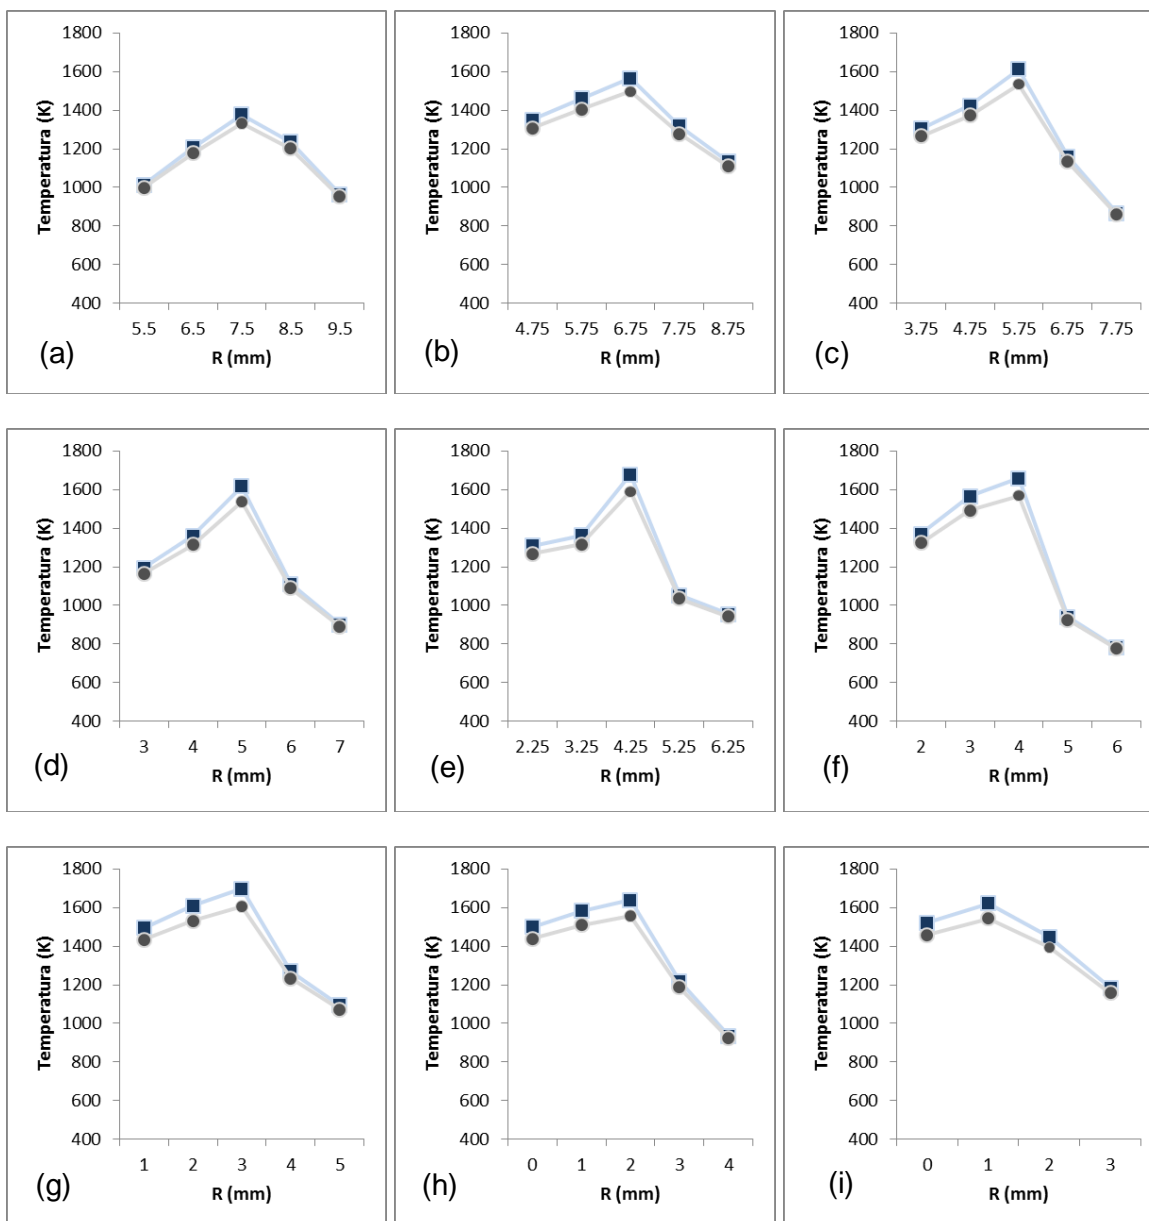 1800
1600
1400
1200
1000
800
600
400
Temperatura (K)
5.5 6.5 7.5 8.5 9.5
R (mm)
(a)
1800
1600
1400
1200
1000
800
600
400
Temperatura (K)
4.75 5.75 6.75 7.75 8.75
R (mm)
(b)
1800
1600
1400
1200
1000
800
600
400
Temperatura (K)
3.75 4.75 5.75 6.75 7.75
R (mm)
(c)
1800
1600
1400
1200
1000
800
600
400
Temperatura (K)
3 4 5 6 7
R (mm)
(d)
1800
1600
1400
1200
1000
800
600
400
Temperatura (K)
2.25 3.25 4.25 5.25 6.25
R (mm)
(e)
1800
1600
1400
1200
1000
800
600
400
Temperatura (K)
2 3 4 5 6
R (mm)
(f)
1800
1600
1400
1200
1000
800
600
400
Temperatura (K)
1 2 3 4 5
R (mm)
(g)
1800
1600
1400
1200
1000
800
600
400
Temperatura (K)
0 1 2 3 4
R (mm)
(h)
1800
1600
1400
1200
1000
800
600
400
Temperatura (K)
0 1 2 3
R (mm)
(i)